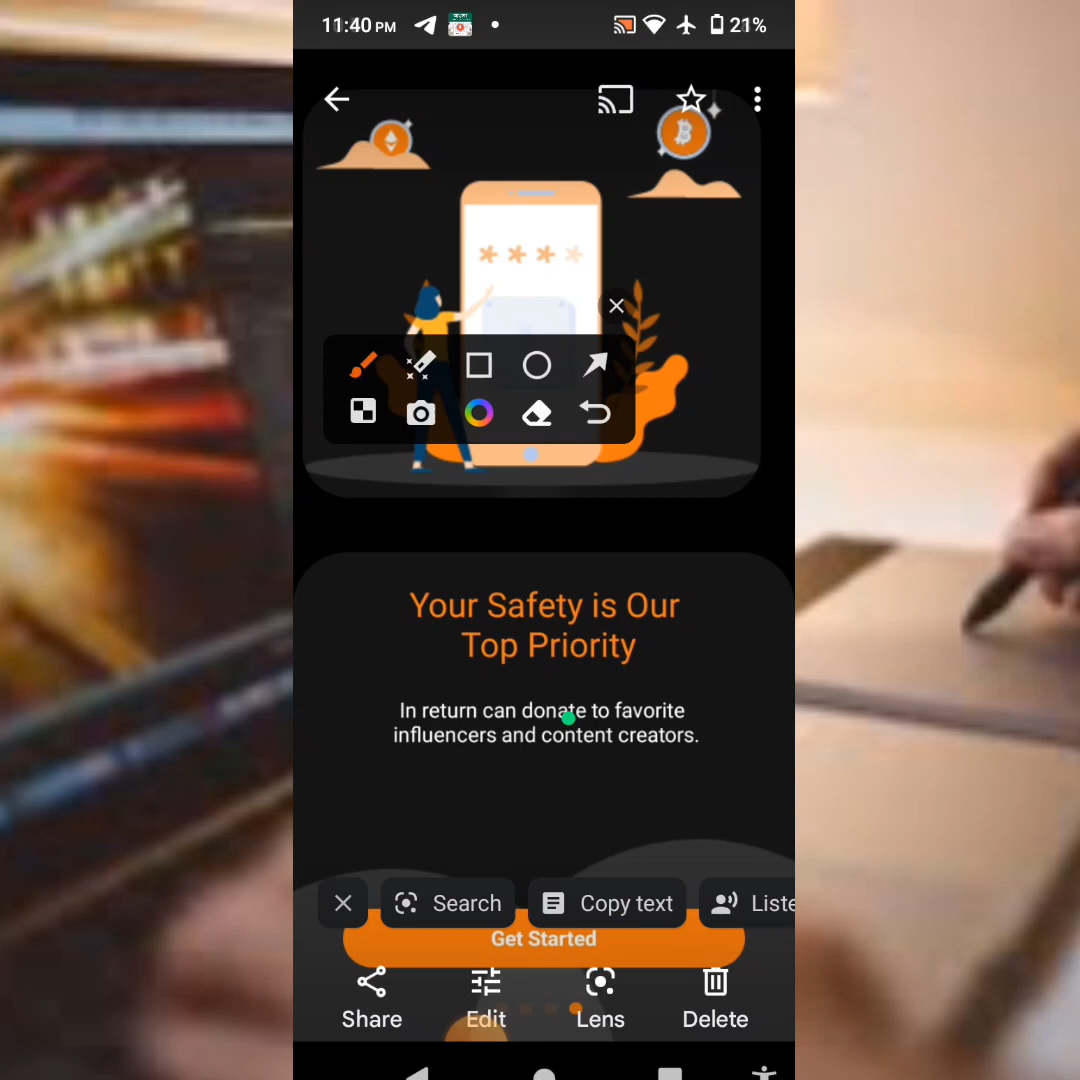 11:40 PM
21%
* * * *
Your Safety is Our
Top Priority
In return can donate to favorite
influencers and content creators.
Search
Copy text
Liste
Get Started
Share
Edit
Lens
Delete